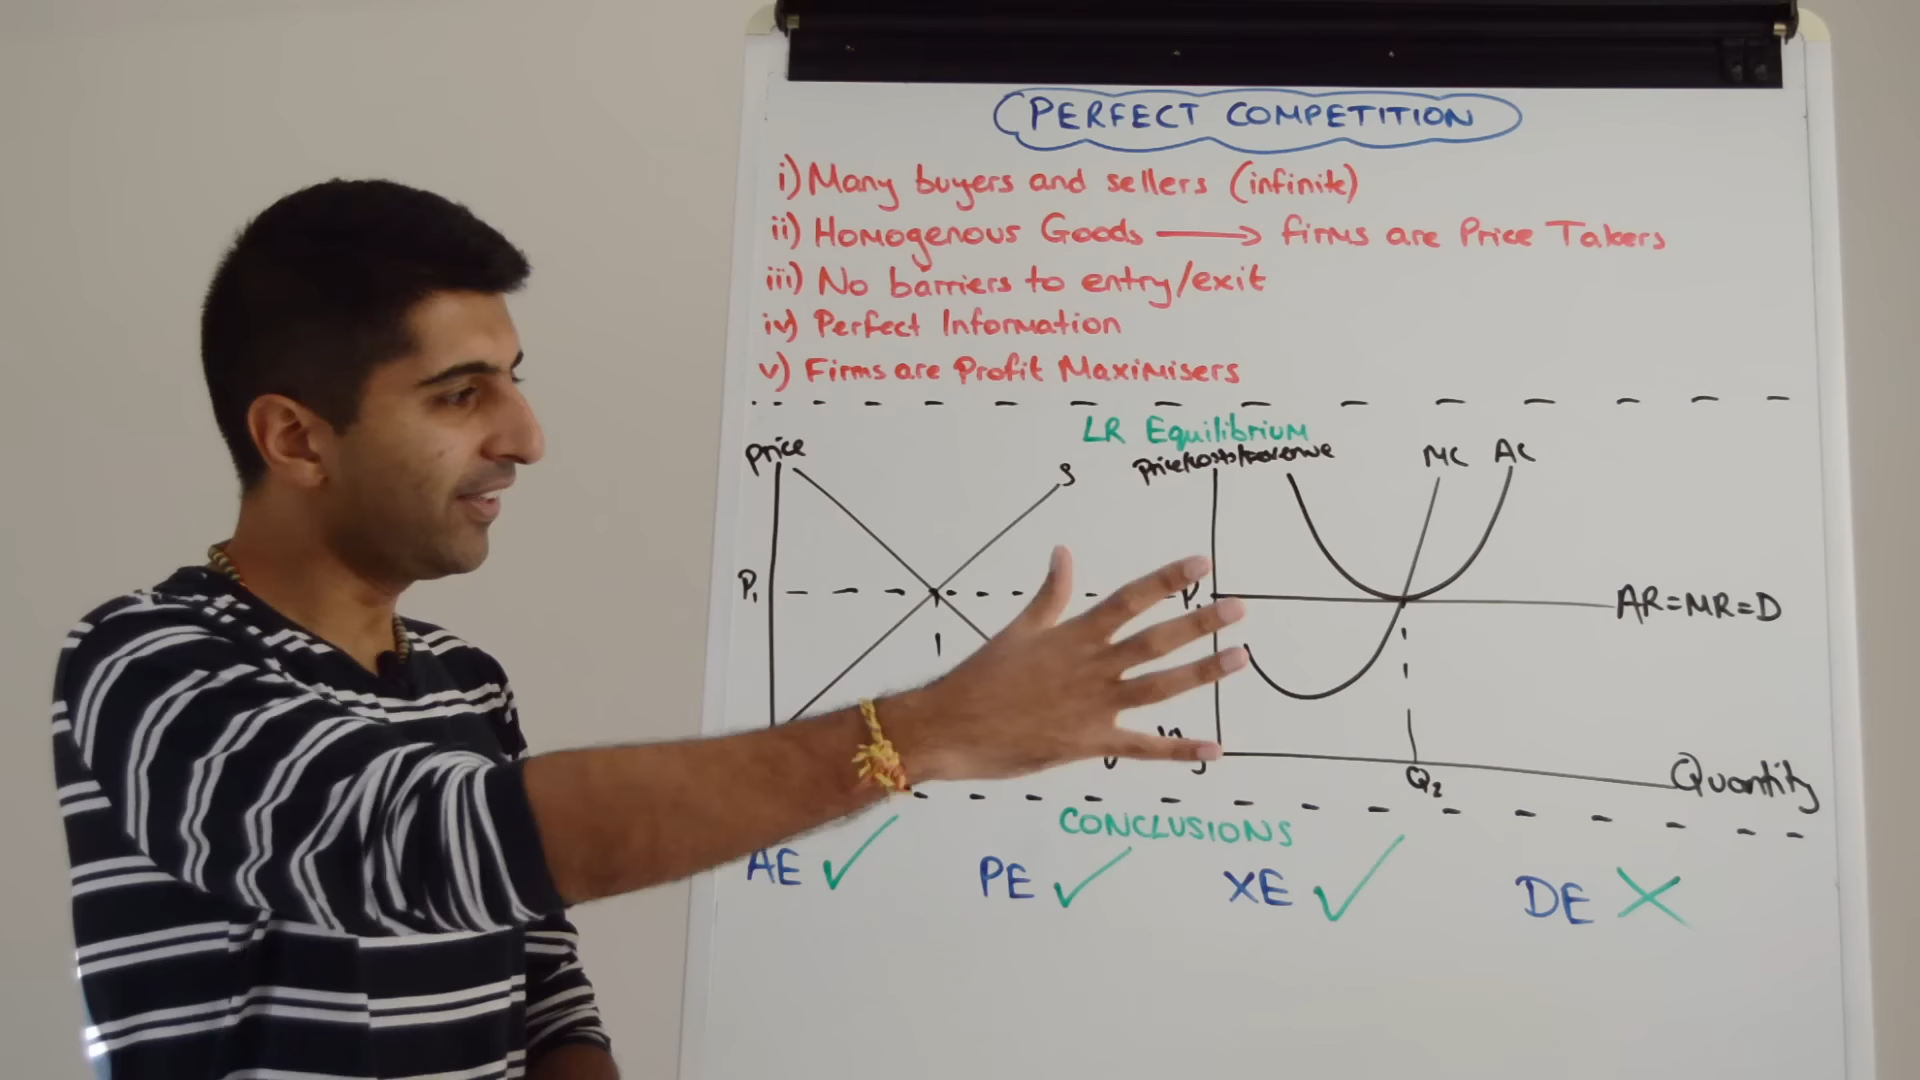 PERFECT COMPETITION
i) Many buyers and sellers (infinite)
ii) Homogenous Goods → firms are Price Takers
iii) No barriers to entry/exit
iv) Perfect Information
v) Firms are Profit Maximisers
LR Equilibrium
Price
S
Price/costs/revenue
MC
AC
P₁
P₁
AR=MR=D
Q₂
Quantity
CONCLUSIONS
AE ✓
PE ✓
XE ✓
DE ✗